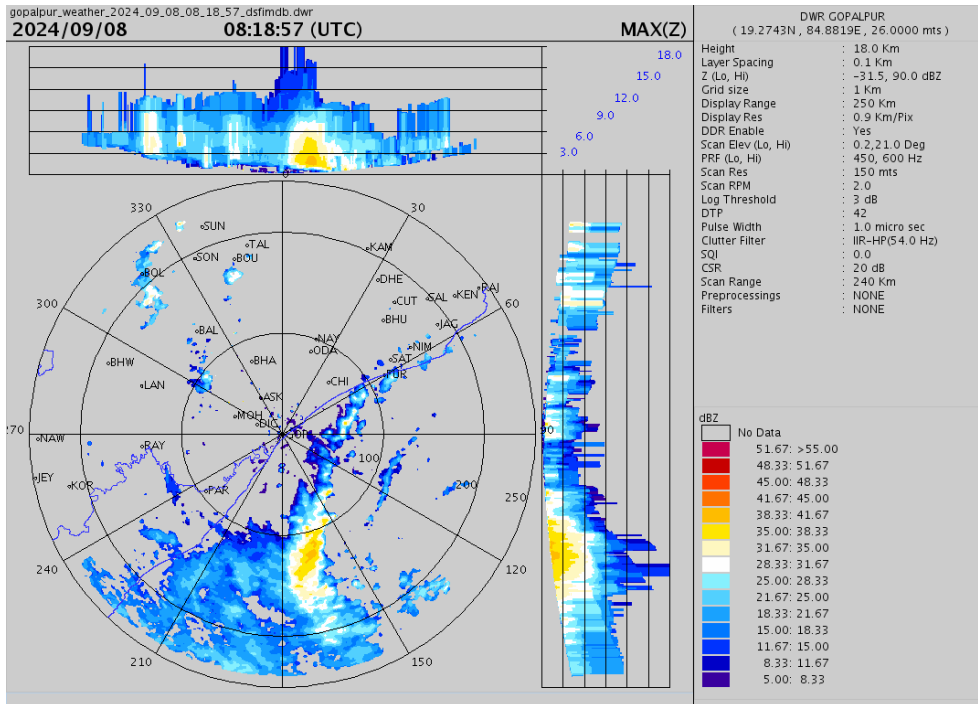 gopalpur_weather_2024_09_08_08_18_57_dsfimdb.dwr
2024/09/08 08:18:57 (UTC) MAX(Z)
18.0
15.0
12.0
9.0
6.0
3.0
0
330 30
SUN
TAL KAM
SON BOU
BOL DHE
RAJ
KEN
SAL
CUT
300 60
BHU JAG
BAL NAY NIM
ODA SAT
BHW BHA PUR
LAN CHI
ASK
MOH
DIG
270 GOP 90
NAW RAY
100
JEY KOR PAR 200 250
240 120
210 150
DWR GOPALPUR
( 19.2743N , 84.8819E , 26.0000 mts )
Height : 18.0 Km
Layer Spacing : 0.1 Km
Z (Lo, Hi) : -31.5, 90.0 dBZ
Grid size : 1 Km
Display Range : 250 Km
Display Res : 0.9 Km/Pix
DDR Enable : Yes
Scan Elev (Lo, Hi) : 0.2,21.0 Deg
PRF (Lo, Hi) : 450, 600 Hz
Scan Res : 150 mts
Scan RPM : 2.0
Log Threshold : 3 dB
DTP : 42
Pulse Width : 1.0 micro sec
Clutter Filter : IIR-HP(54.0 Hz)
SQI : 0.0
CSR : 20 dB
Scan Range : 240 Km
Preprocessings : NONE
Filters : NONE
dBZ
No Data
51.67: >55.00
48.33: 51.67
45.00: 48.33
41.67: 45.00
38.33: 41.67
35.00: 38.33
31.67: 35.00
28.33: 31.67
25.00: 28.33
21.67: 25.00
18.33: 21.67
15.00: 18.33
11.67: 15.00
8.33: 11.67
5.00: 8.33